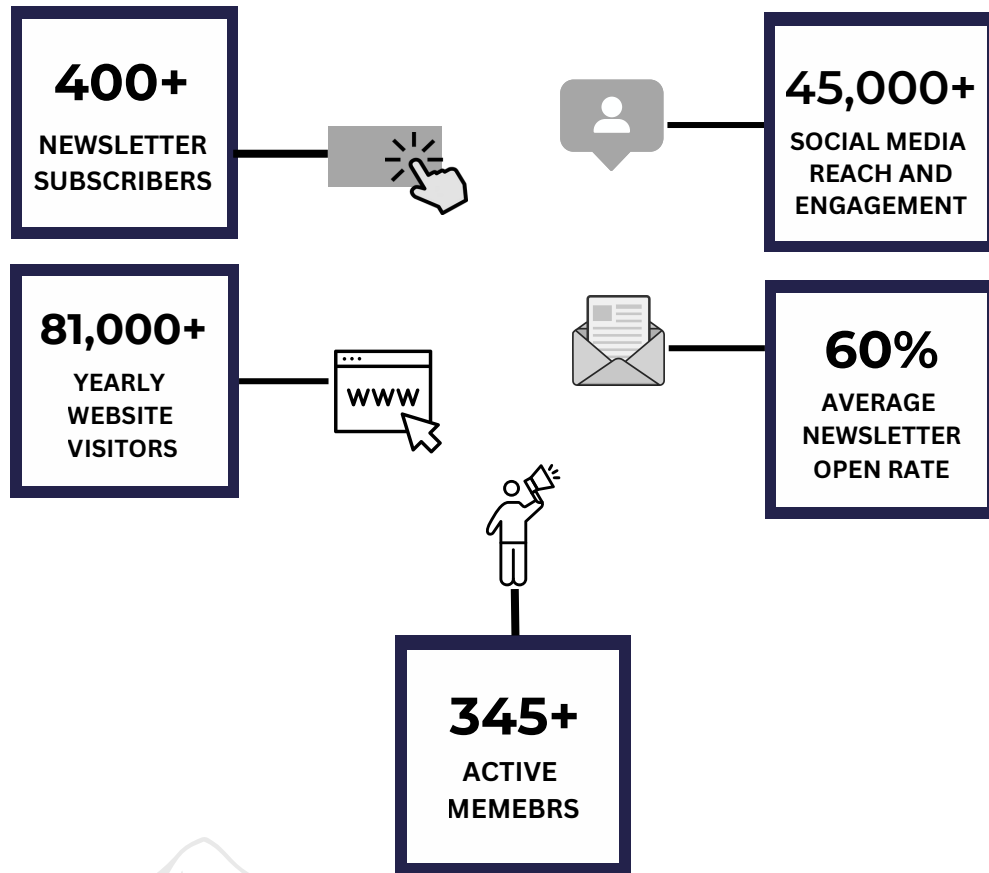 400+
NEWSLETTER
SUBSCRIBERS
45,000+
SOCIAL MEDIA
REACH AND
ENGAGEMENT
81,000+
YEARLY
WEBSITE
VISITORS
WWW
60%
AVERAGE
NEWSLETTER
OPEN RATE
345+
ACTIVE
MEMEBRS